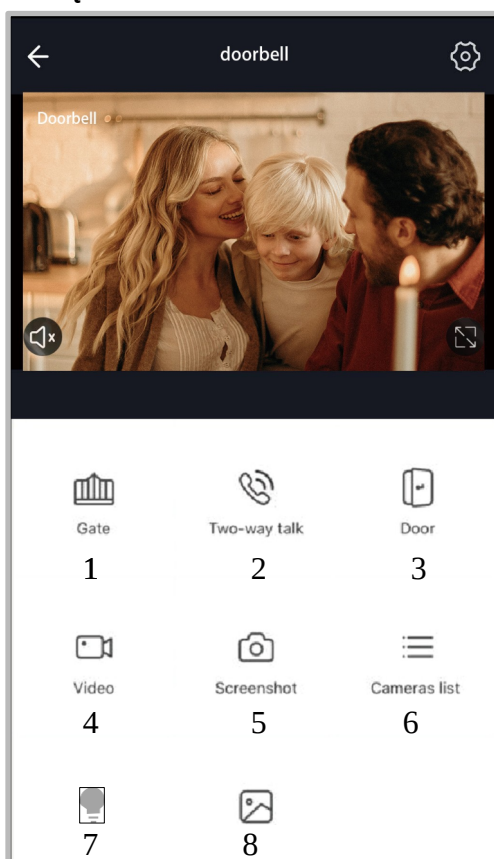 doorbell
Doorbell
Gate
Two-way talk
Door
1
2
3
Video
Screenshot
Cameras list
4
5
6
7
8